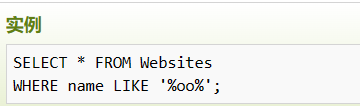 实例
SELECT * FROM Websites
WHERE name LIKE '%oo%';